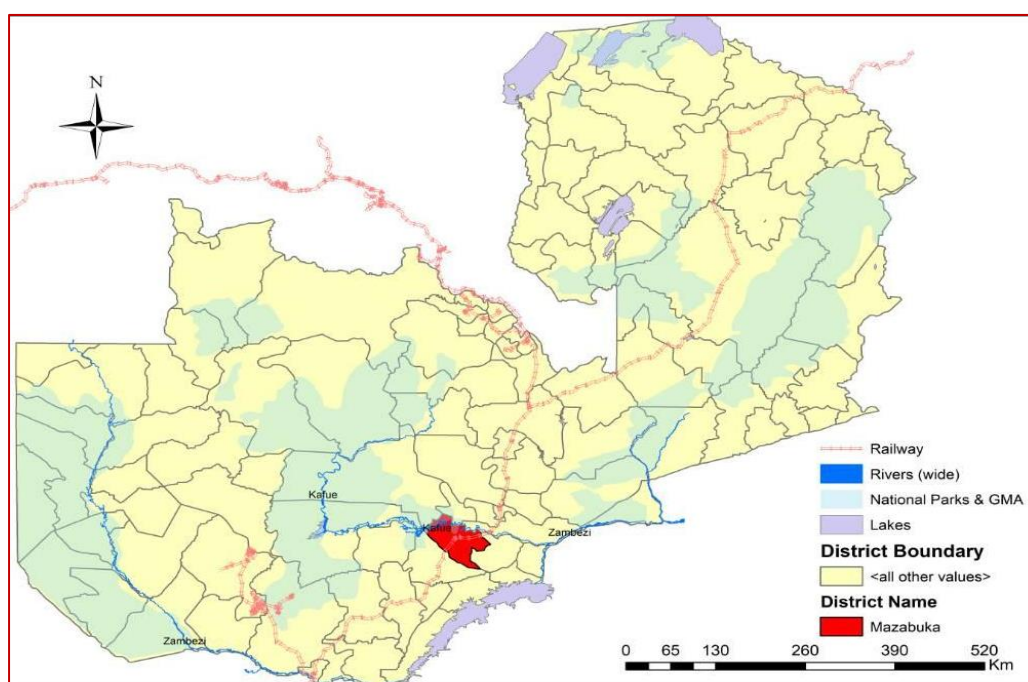 N
Kafue
Kafue
Zambezi
Zambezi
Railway
Rivers (wide)
National Parks & GMA
Lakes
District Boundary
<all other values>
District Name
Mazabuka
0 65 130 260 390 520
Km